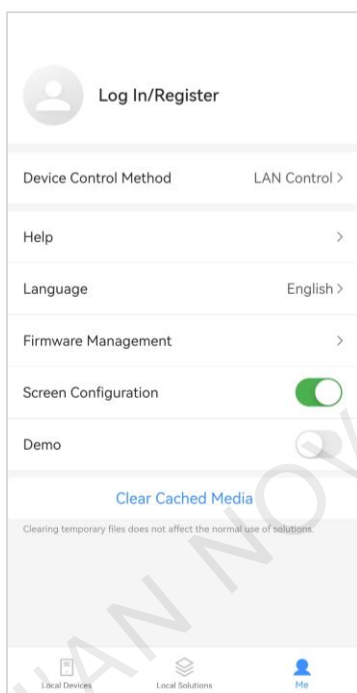 Log In/Register
Device Control Method LAN Control >
Help >
Language English >
Firmware Management >
Screen Configuration
Demo
Clear Cached Media
Clearing temporary files does not affect the normal use of solutions.
Local Devices Local Solutions Me